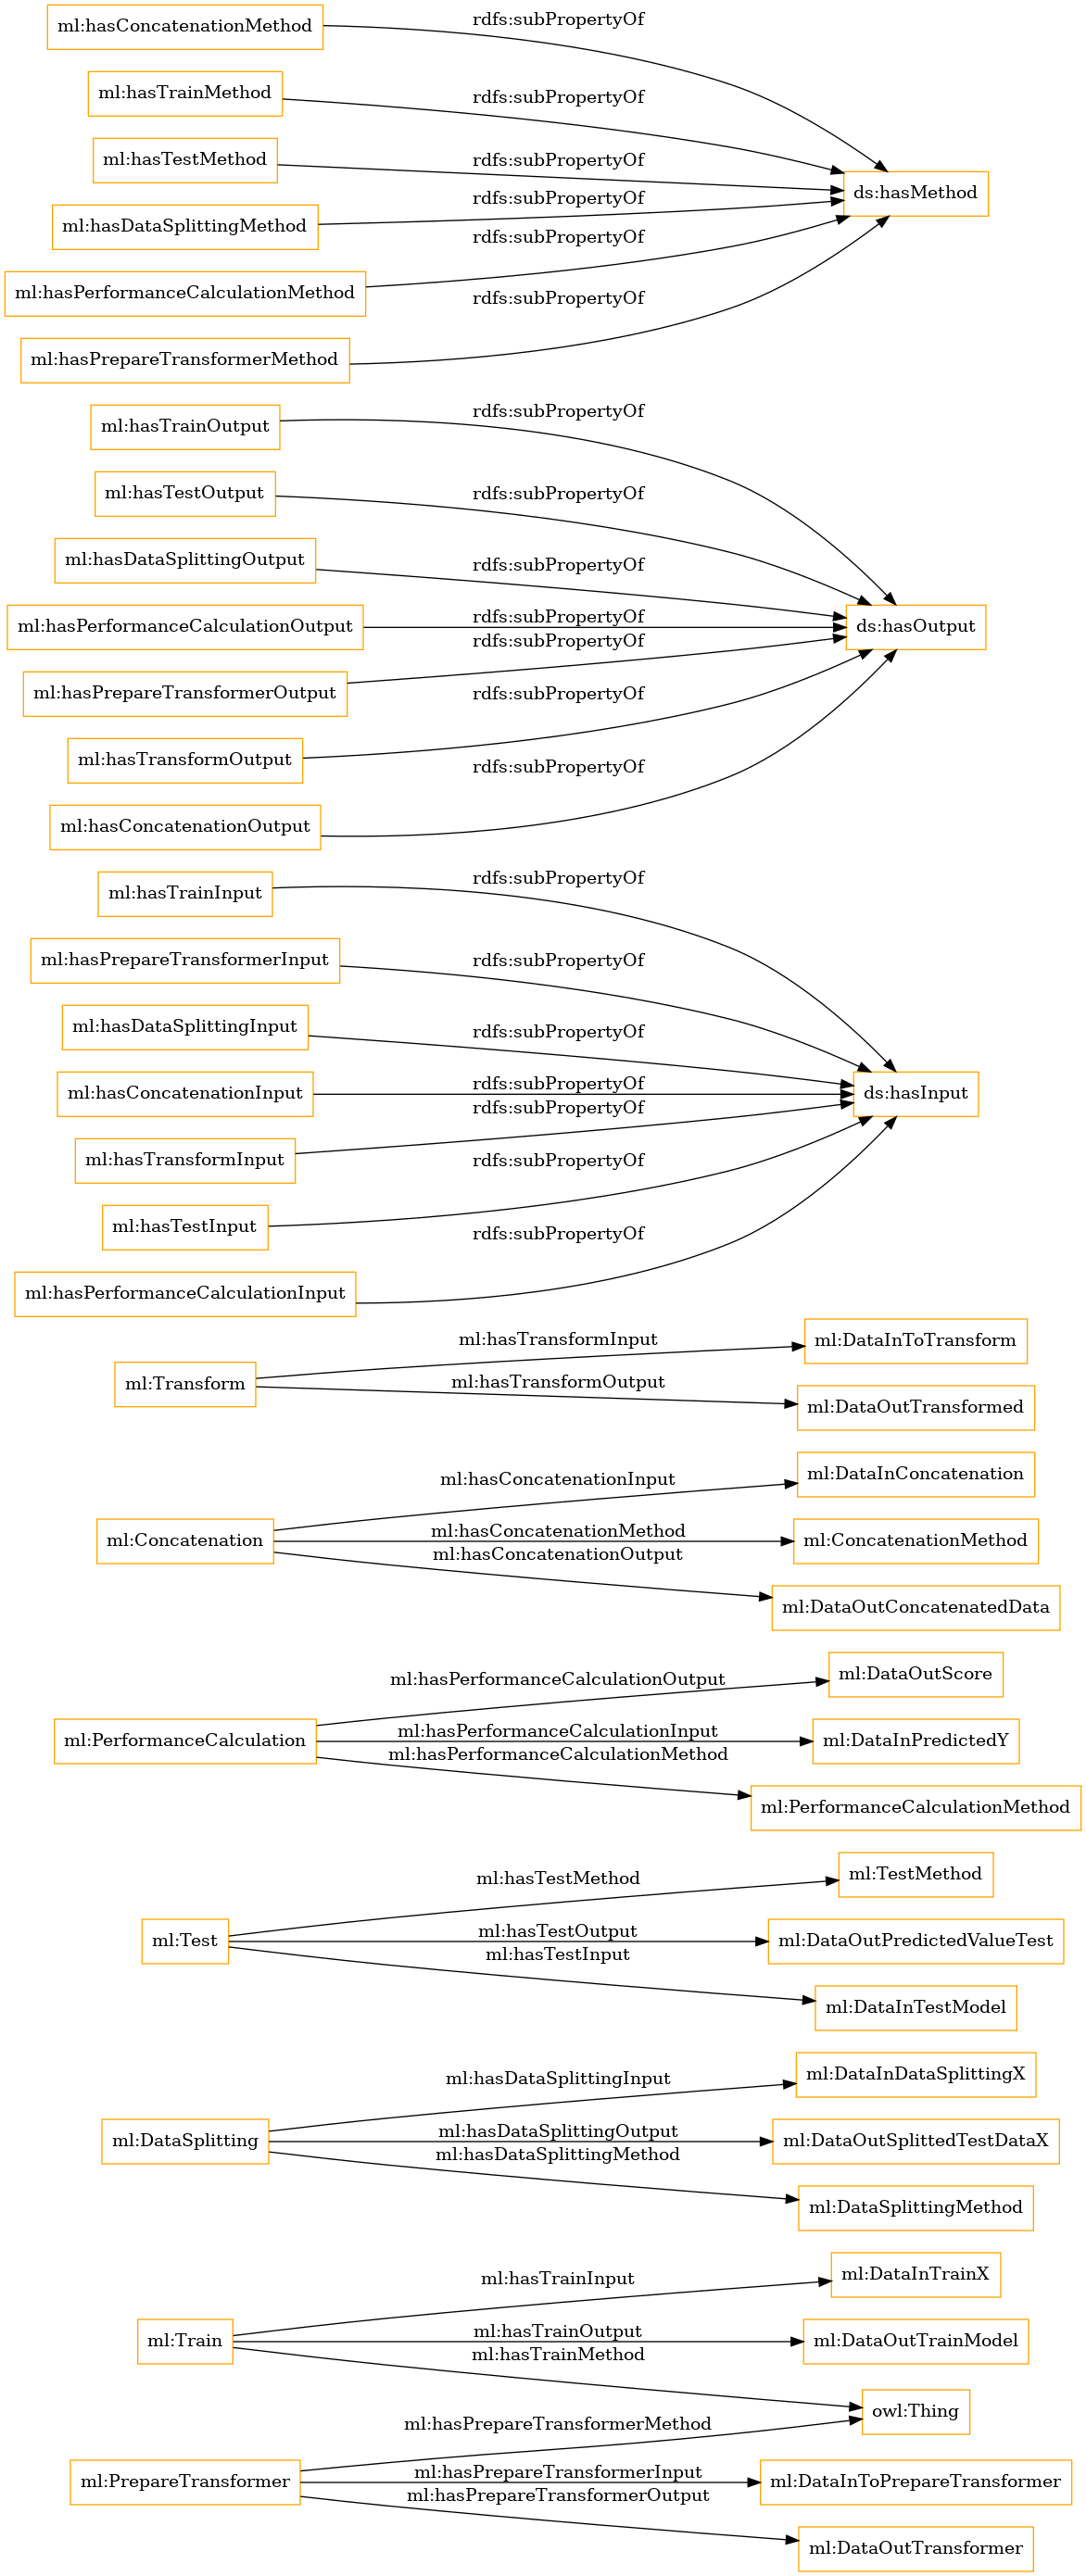 ml:hasConcatenationMethod
rdfs:subPropertyOf
ml:hasTrainMethod
rdfs:subPropertyOf
ml:hasTestMethod
rdfs:subPropertyOf
ds:hasMethod
ml:hasDataSplittingMethod
rdfs:subPropertyOf
ml:hasPerformanceCalculationMethod
rdfs:subPropertyOf
ml:hasPrepareTransformerMethod
rdfs:subPropertyOf
ml:hasTrainOutput
rdfs:subPropertyOf
ml:hasTestOutput
rdfs:subPropertyOf
ml:hasDataSplittingOutput
rdfs:subPropertyOf
ml:hasPerformanceCalculationOutput
rdfs:subPropertyOf
ds:hasOutput
ml:hasPrepareTransformerOutput
rdfs:subPropertyOf
ml:hasTransformOutput
rdfs:subPropertyOf
ml:hasConcatenationOutput
rdfs:subPropertyOf
ml:hasTrainInput
rdfs:subPropertyOf
ml:hasPrepareTransformerInput
rdfs:subPropertyOf
ml:hasDataSplittingInput
rdfs:subPropertyOf
ml:hasConcatenationInput
rdfs:subPropertyOf
ds:hasInput
ml:hasTransformInput
rdfs:subPropertyOf
ml:hasTestInput
rdfs:subPropertyOf
ml:hasPerformanceCalculationInput
rdfs:subPropertyOf
ml:Transform
ml:hasTransformInput
ml:DataInToTransform
ml:hasTransformOutput
ml:DataOutTransformed
ml:Concatenation
ml:hasConcatenationInput
ml:DataInConcatenation
ml:hasConcatenationMethod
ml:ConcatenationMethod
ml:hasConcatenationOutput
ml:DataOutConcatenatedData
ml:PerformanceCalculation
ml:hasPerformanceCalculationOutput
ml:DataOutScore
ml:hasPerformanceCalculationInput
ml:DataInPredictedY
ml:hasPerformanceCalculationMethod
ml:PerformanceCalculationMethod
ml:Test
ml:hasTestMethod
ml:TestMethod
ml:hasTestOutput
ml:DataOutPredictedValueTest
ml:hasTestInput
ml:DataInTestModel
ml:DataSplitting
ml:hasDataSplittingInput
ml:DataInDataSplittingX
ml:hasDataSplittingOutput
ml:DataOutSplittedTestDataX
ml:hasDataSplittingMethod
ml:DataSplittingMethod
ml:Train
ml:hasTrainInput
ml:DataInTrainX
ml:hasTrainOutput
ml:DataOutTrainModel
ml:hasTrainMethod
owl:Thing
ml:PrepareTransformer
ml:hasPrepareTransformerMethod
ml:hasPrepareTransformerInput
ml:DataInToPrepareTransformer
ml:hasPrepareTransformerOutput
ml:DataOutTransformer